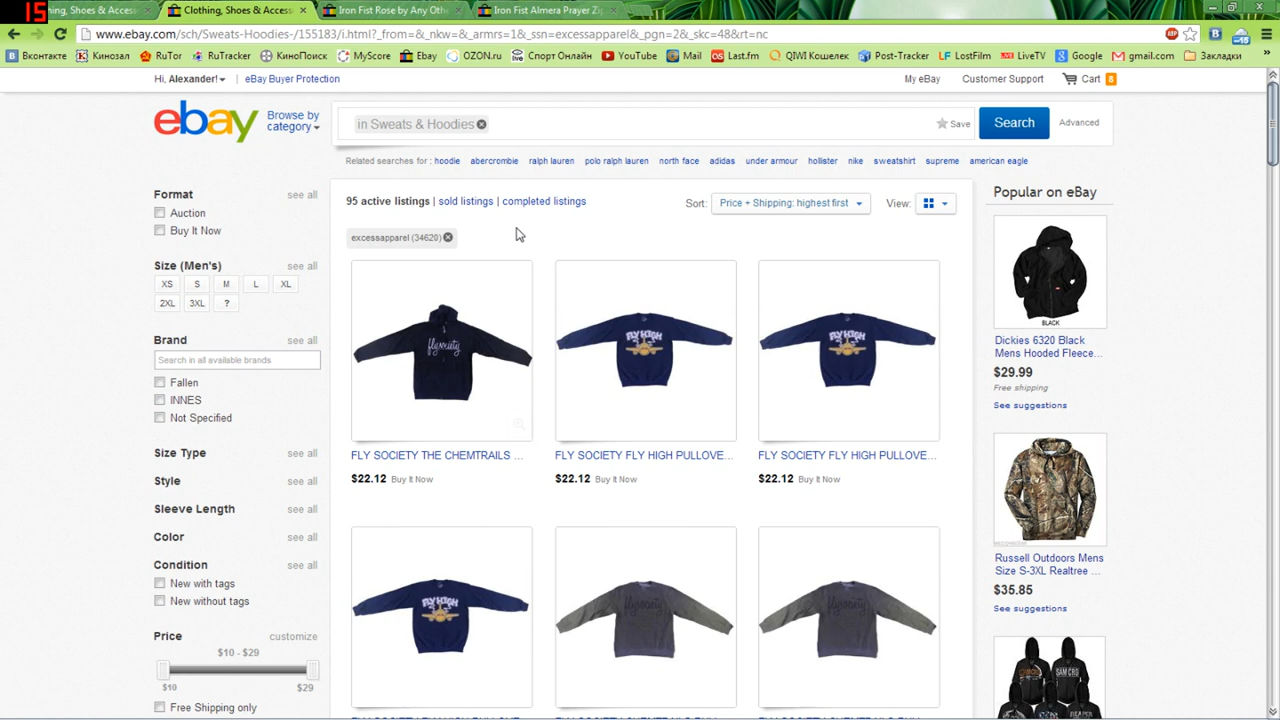 15
hing, Shoes & Access
Clothing, Shoes & Access
Iron Fist Rose by Any Othe
Iron Fist Almera Prayer Zip
www.ebay.com/sch/Sweats-Hoodies-/155183/i.html?_from=&_nkw=&_armrs=1&_ssn=excessapparel&_pgn=2&_skc=48&rt=nc
Вконтакте Кинозал RuTor RuTracker КиноПоиск MyScore Ebay OZON.ru Спорт Онлайн YouTube Mail Last.fm QIWI Кошелек Post-Tracker LostFilm LiveTV Google gmail.com Закладки
Hi, Alexander! eBay Buyer Protection My eBay Customer Support Cart 8
ebay Browse by category
in Sweats & Hoodies Save Search Advanced
Related searches for : hoodie abercrombie ralph lauren polo ralph lauren north face adidas under armour hollister nike sweatshirt supreme american eagle
Format see all
Auction
Buy It Now
Size (Men's) see all
XS S M L XL
2XL 3XL ?
Brand see all
Search in all available brands
Fallen
INNES
Not Specified
Size Type see all
Style see all
Sleeve Length see all
Color see all
Condition see all
New with tags
New without tags
Price customize
$10 - $29
$10 $29
Free Shipping only
95 active listings | sold listings | completed listings
Sort: Price + Shipping: highest first View:
excessapparel (34620)
flysociety
FLY HIGH
FLY HIGH
FLY SOCIETY THE CHEMTRAILS ... FLY SOCIETY FLY HIGH PULLOVE... FLY SOCIETY FLY HIGH PULLOVE...
$22.12 Buy It Now $22.12 Buy It Now $22.12 Buy It Now
FLY HIGH
flysociety
flysociety
Popular on eBay
BLACK
Dickies 6320 Black
Mens Hooded Fleece...
$29.99
Free shipping
See suggestions
Russell Outdoors Mens
Size S-3XL Realtree ...
$35.85
See suggestions
SAM CRO